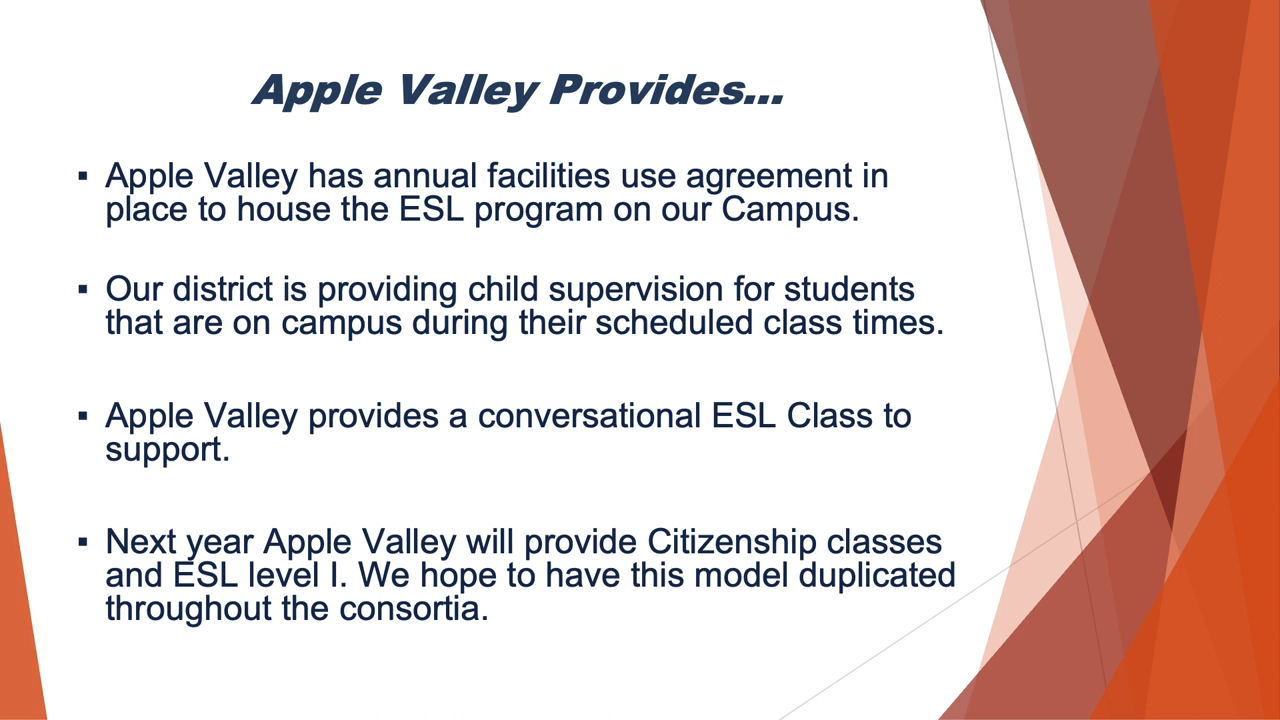 Apple Valley Provides...
▪ Apple Valley has annual facilities use agreement in
place to house the ESL program on our Campus.
▪ Our district is providing child supervision for students
that are on campus during their scheduled class times.
▪ Apple Valley provides a conversational ESL Class to
support.
▪ Next year Apple Valley will provide Citizenship classes
and ESL level I. We hope to have this model duplicated
throughout the consortia.